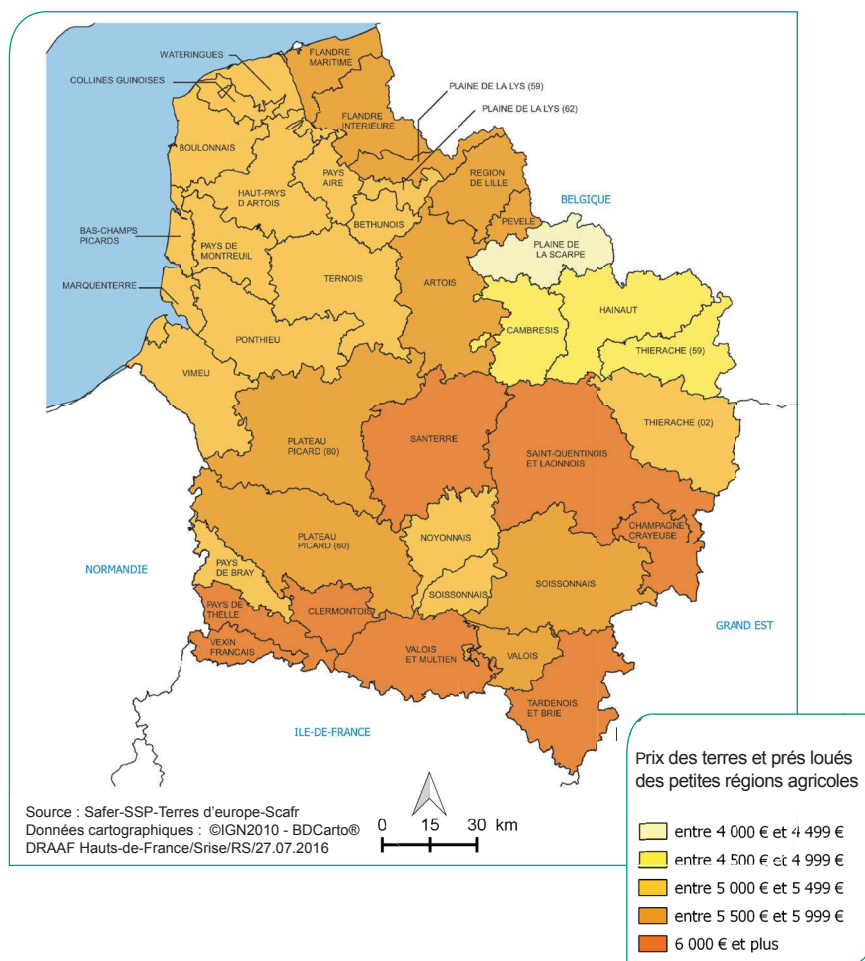 FLANDRE
MARITIME
WATERINGUES
COLLINES GUINOISES
PLAINE DE LA LYS (59)
PLAINE DE LA LYS (62)
FLANDRE
INTERIEURE
BOULONNAIS
PAYS
AIRE
REGION
DE LILLE
HAUT-PAYS
D ARTOIS
BELGIQUE
BETHUNOIS
PEVELE
BAS-CHAMPS
PICARDS
PAYS DE
MONTREUIL
PLAINE DE
LA SCARPE
TERNOIS
ARTOIS
MARQUENTERRE
HAINAUT
CAMBRESIS
PONTHIEU
THIERACHE (59)
VIMEU
THIERACHE (02)
SANTERRE
PLATEAU
PICARD (80)
SAINT-QUENTINOIS
ET LAONNOIS
CHAMPAGNE
CRAYEUSE
PLATEAU
PICARD (60)
NOYONNAIS
NORMANDIE
PAYS
DE BRAY
SOISSONNAIS
SOISSONNAIS
PAYS DE
THELLE
CLERMONTOIS
GRAND EST
VEXIN
FRANCAIS
VALOIS
ET MULTIEN
VALOIS
TARDENOIS
ET BRIE
ILE-DE-FRANCE
Source : Safer-SSP-Terres d'europe-Scafr
Données cartographiques : ©IGN2010 - BDCarto®
DRAAF Hauts-de-France/Srise/RS/27.07.2016
0 15 30 km
Prix des terres et prés loués
des petites régions agricoles
entre 4 000 € et 4 499 €
entre 4 500 € et 4 999 €
entre 5 000 € et 5 499 €
entre 5 500 € et 5 999 €
6 000 € et plus